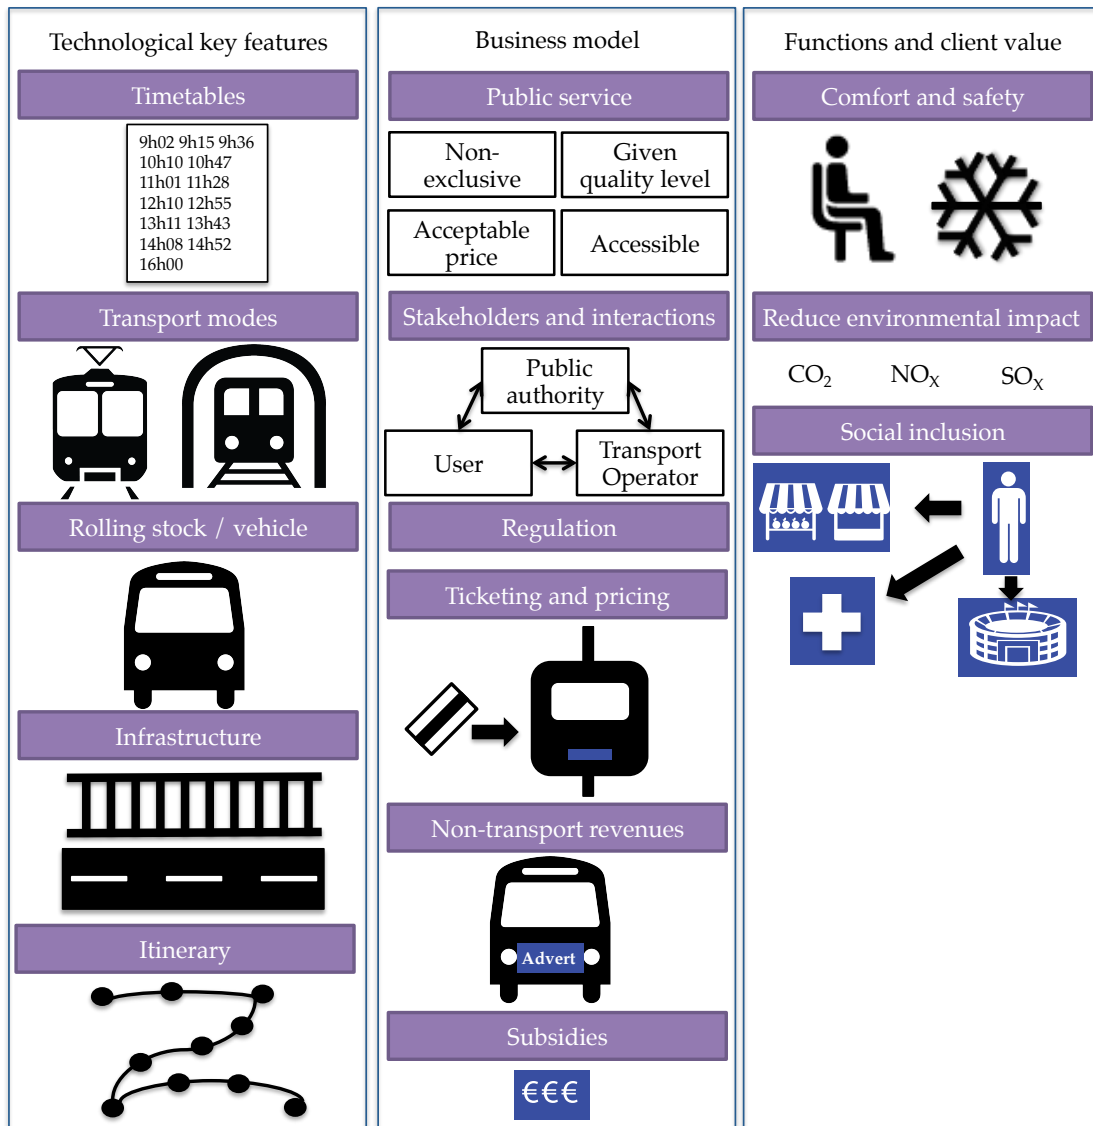 Technological key features
Timetables
9h02 9h15 9h36
10h10 10h47
11h01 11h28
12h10 12h55
13h11 13h43
14h08 14h52
16h00
Transport modes
Rolling stock / vehicle
Infrastructure
Itinerary
Business model
Public service
Non-
exclusive
Given
quality level
Acceptable
price
Accessible
Stakeholders and interactions
Public
authority
User
Transport
Operator
Regulation
Ticketing and pricing
Non-transport revenues
Advert
Subsidies
€€€
Functions and client value
Comfort and safety
Reduce environmental impact
CO₂ NOX SOX
Social inclusion